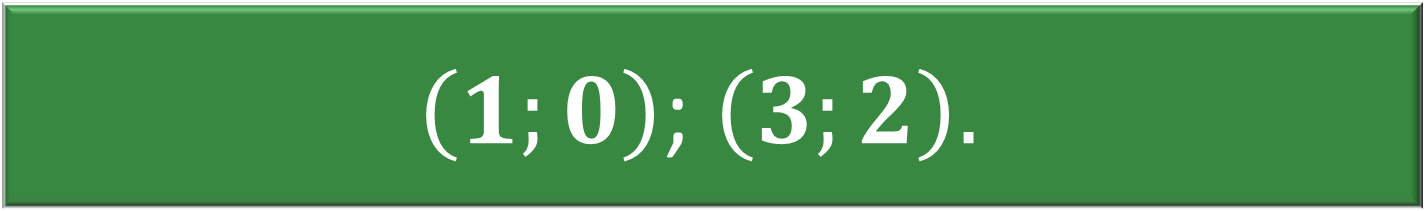 (1; 0); (3; 2).